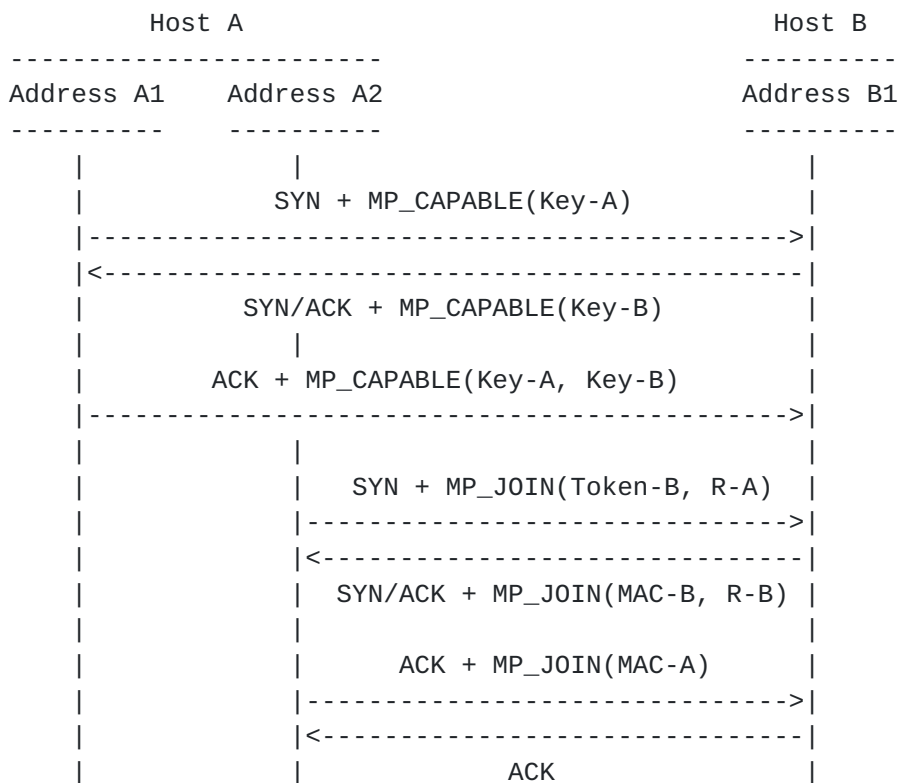 Host A                                  Host B
------------------------                       ----------
Address A1    Address A2                       Address B1
----------    ----------                       ----------
    |             |                                |
    |            SYN + MP_CAPABLE(Key-A)           |
    |--------------------------------------------->|
    |<---------------------------------------------|
    |          SYN/ACK + MP_CAPABLE(Key-B)         |
    |             |                                |
    |        ACK + MP_CAPABLE(Key-A, Key-B)        |
    |--------------------------------------------->|
    |             |                                |
    |             |   SYN + MP_JOIN(Token-B, R-A)  |
    |             |------------------------------->|
    |             |<-------------------------------|
    |             |  SYN/ACK + MP_JOIN(MAC-B, R-B) |
    |             |                                |
    |             |      ACK + MP_JOIN(MAC-A)      |
    |             |------------------------------->|
    |             |<-------------------------------|
    |             |             ACK                |